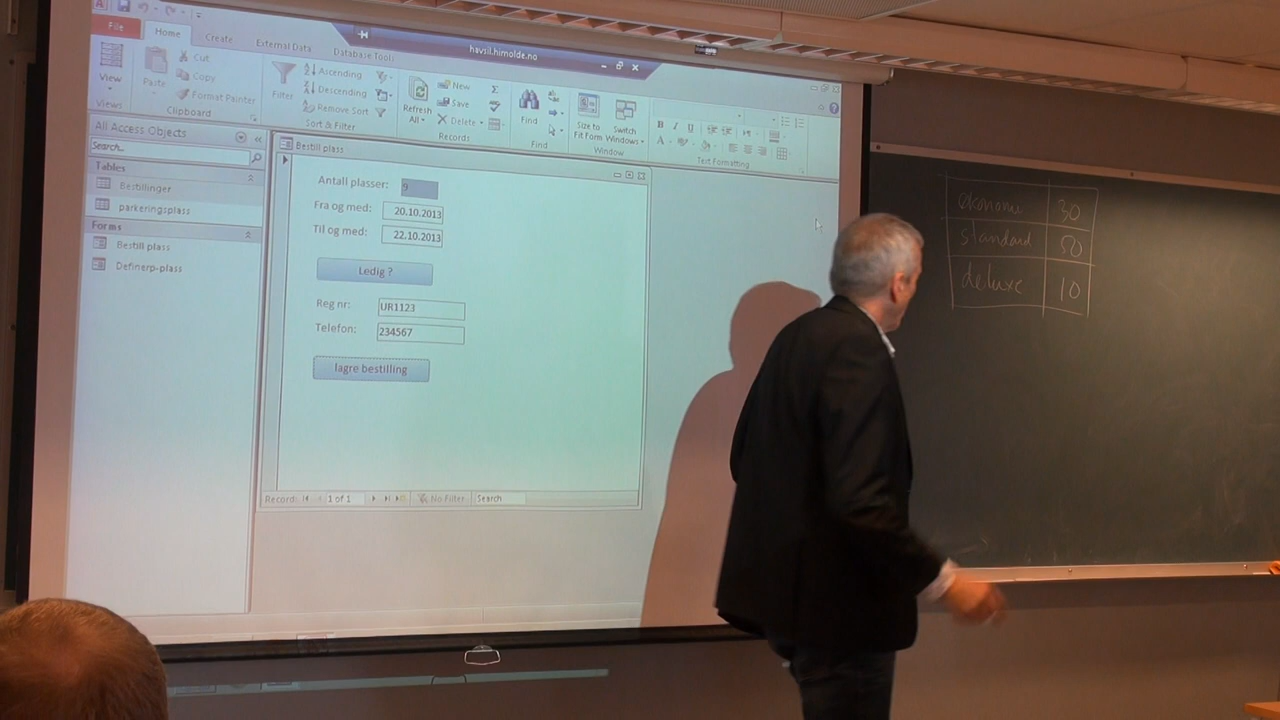 havsil.himolde.no
File Home Create External Data Database Tools
View
Views
Paste
Cut
Copy
Format Painter
Clipboard
Filter
Ascending
Descending
Remove Sort
Sort & Filter
Refresh All
New
Save
Delete
Records
Find
Find
Size to Fit Form
Switch Windows
Window
B I U
A
Text Formatting
All Access Objects
Search...
Tables
Bestillinger
parkeringsplass
Forms
Bestill plass
Definerp-plass
Bestill plass
Antall plasser: 9
Fra og med: 20.10.2013
Til og med: 22.10.2013
Ledig ?
Reg nr: UR1123
Telefon: 234567
lagre bestilling
Record: 1 of 1 No Filter Search
økonomi 30
standard 50
deluxe 10